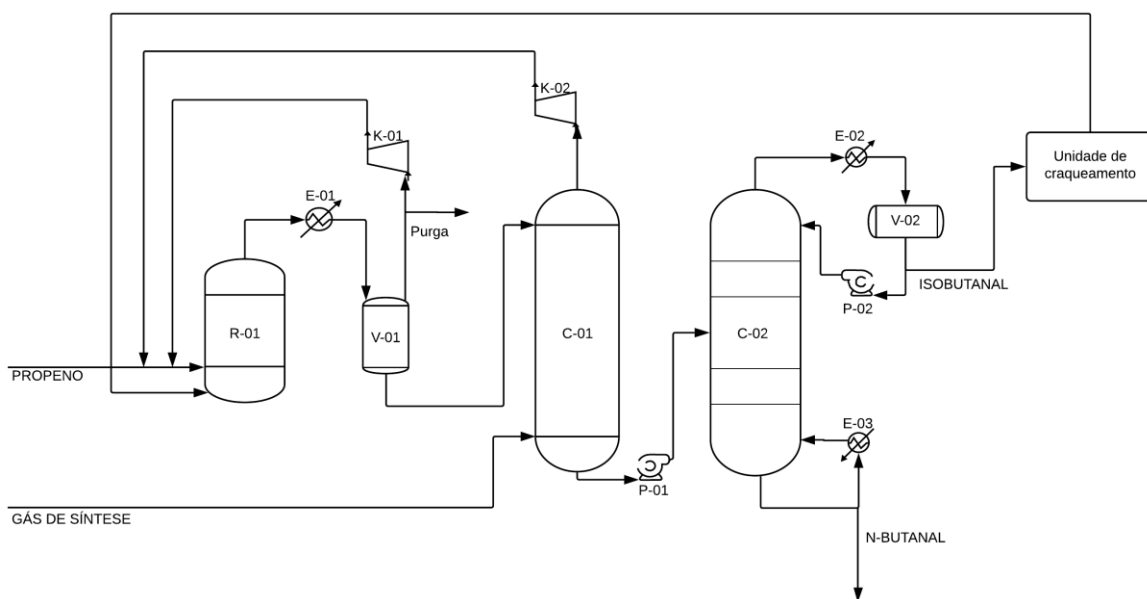 K-02
K-01
E-02
Unidade de
craqueamento
E-01
V-02
Purga
ISOBUTANAL
P-02
R-01
V-01
C-01
C-02
PROPENO
E-03
P-01
GÁS DE SÍNTESE
N-BUTANAL